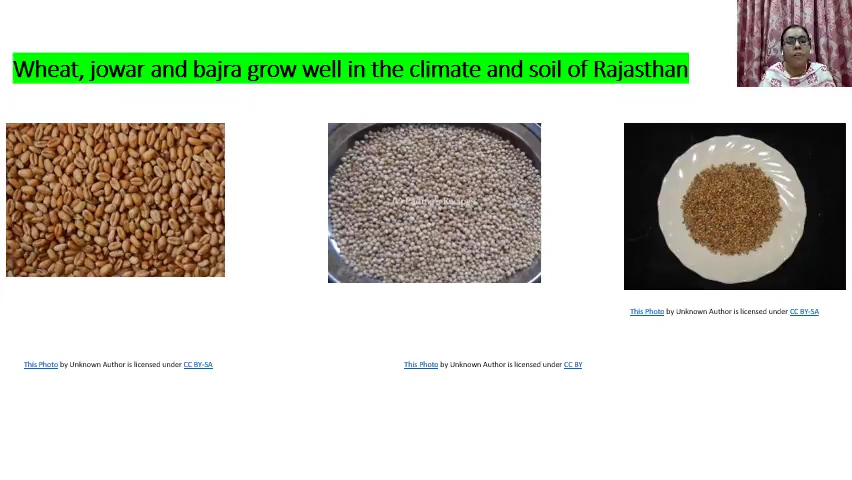 Wheat, jowar and bajra grow well in the climate and soil of Rajasthan
This Photo by Unknown Author is licensed under CC BY-SA
This Photo by Unknown Author is licensed under CC BY-SA
This Photo by Unknown Author is licensed under CC BY